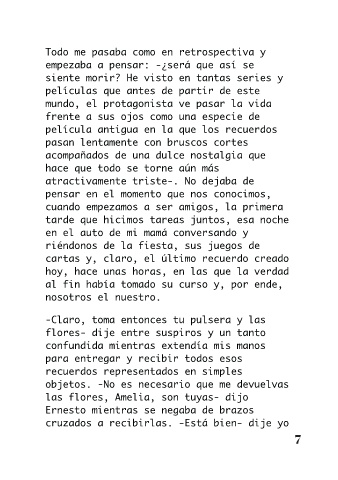 Todo me pasaba como en retrospectiva y
empezaba a pensar: -¿será que así se
siente morir? He visto en tantas series y
películas que antes de partir de este
mundo, el protagonista ve pasar la vida
frente a sus ojos como una especie de
película antigua en la que los recuerdos
pasan lentamente con bruscos cortes
acompañados de una dulce nostalgia que
hace que todo se torne aún más
atractivamente triste-. No dejaba de
pensar en el momento que nos conocimos,
cuando empezamos a ser amigos, la primera
tarde que hicimos tareas juntos, esa noche
en el auto de mi mamá conversando y
riéndonos de la fiesta, sus juegos de
cartas y, claro, el último recuerdo creado
hoy, hace unas horas, en las que la verdad
al fin había tomado su curso y, por ende,
nosotros el nuestro.
-Claro, toma entonces tu pulsera y las
flores- dije entre suspiros y un tanto
confundida mientras extendía mis manos
para entregar y recibir todos esos
recuerdos representados en simples
objetos. -No es necesario que me devuelvas
las flores, Amelia, son tuyas- dijo
Ernesto mientras se negaba de brazos
cruzados a recibirlas. -Está bien- dije yo
7